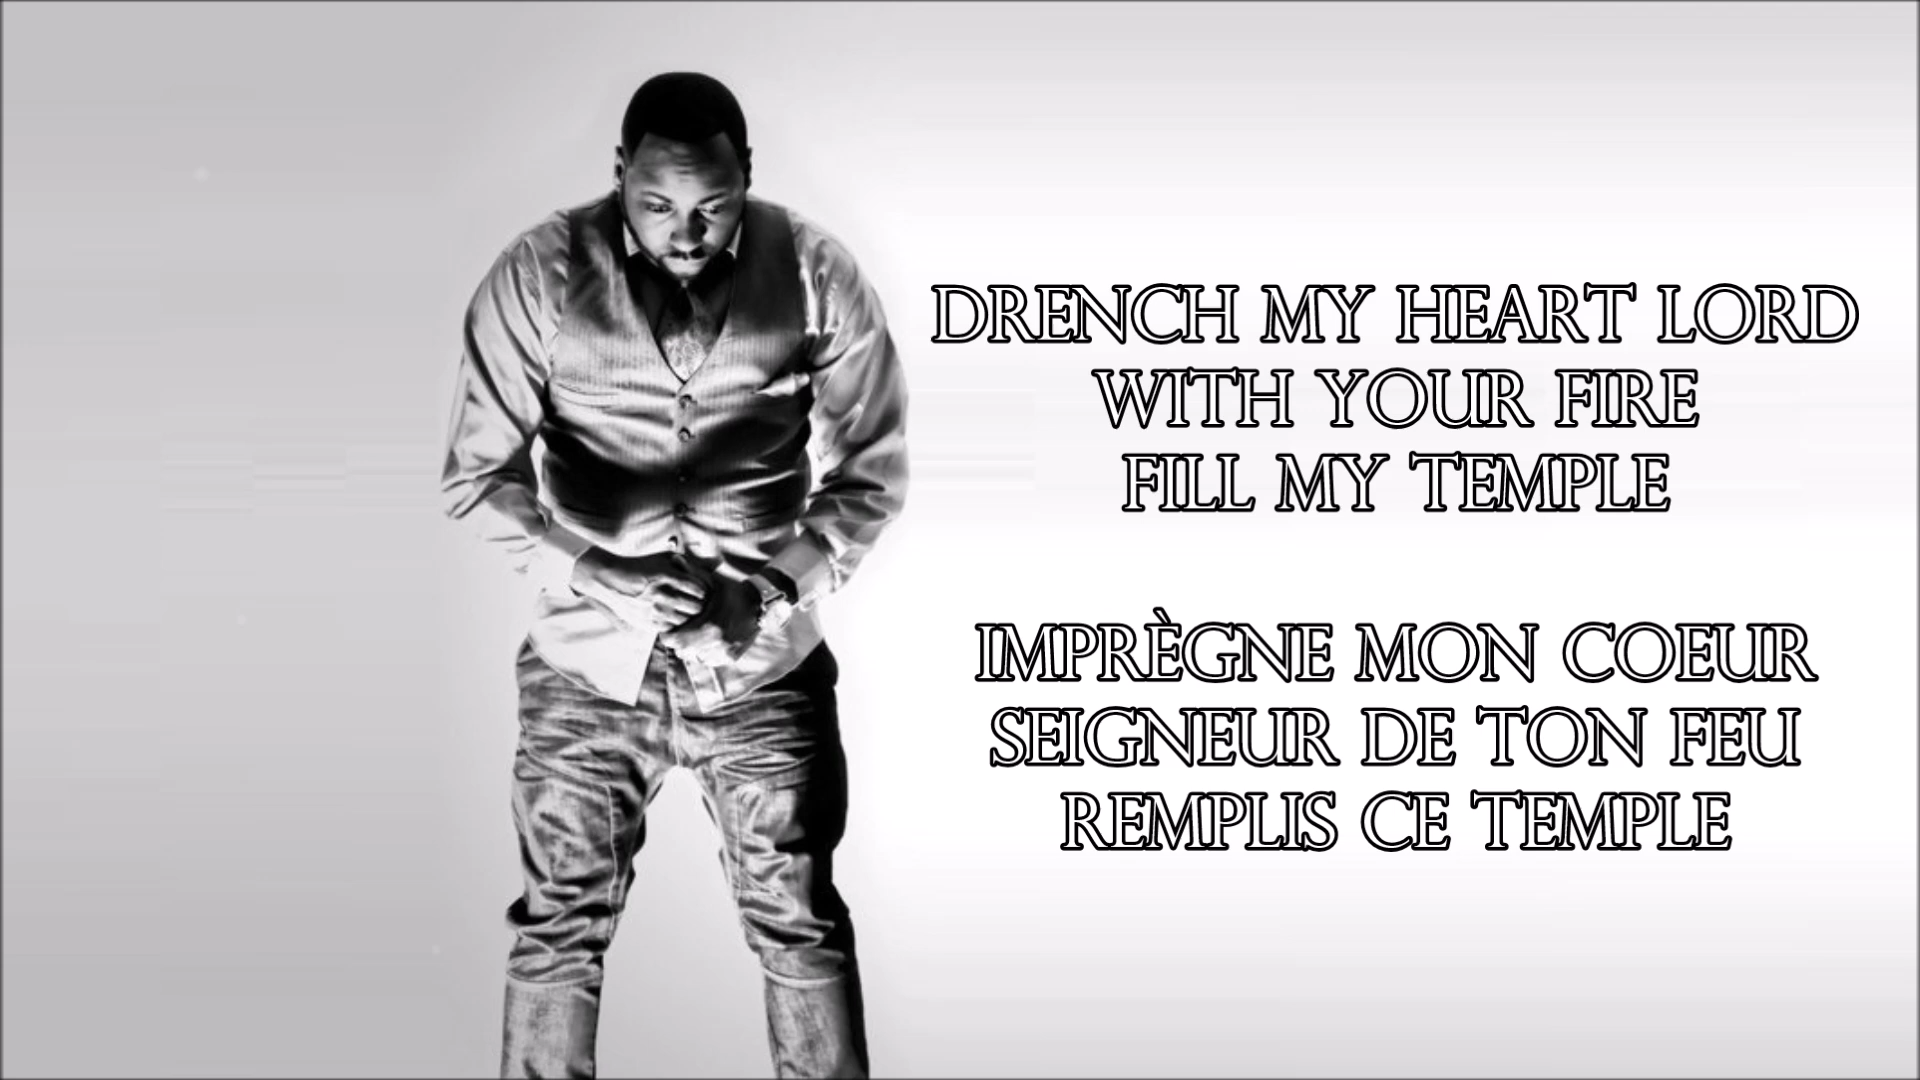 DRENCH MY HEART LORD
WITH YOUR FIRE
FILL MY TEMPLE
IMPRÈGNE MON COEUR
SEIGNEUR DE TON FEU
REMPLIS CE TEMPLE